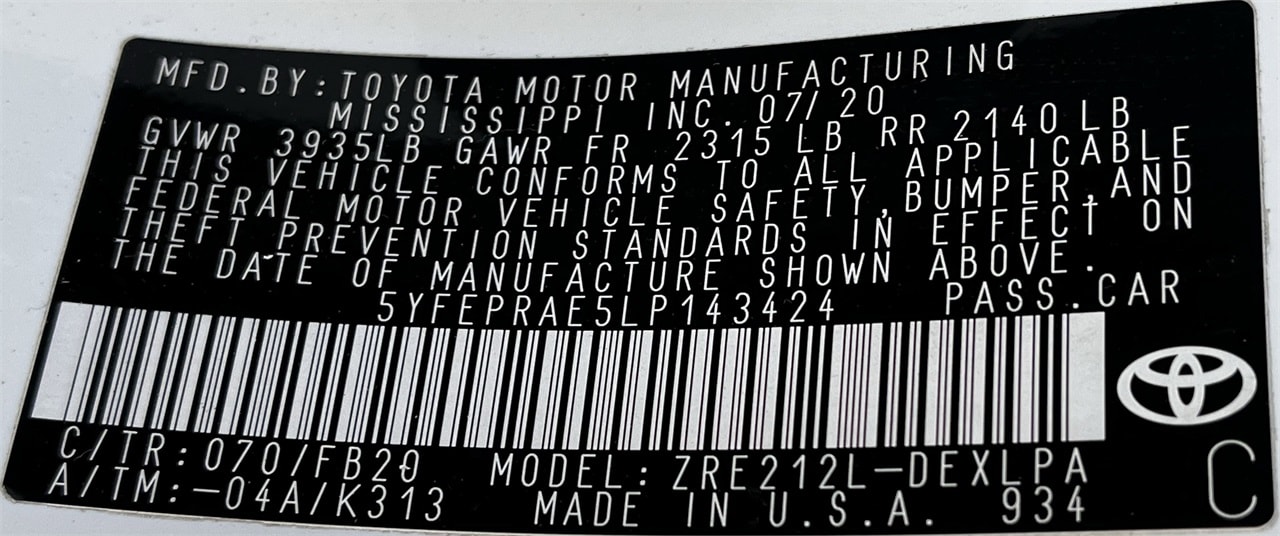 MFD.BY:TOYOTA MOTOR MANUFACTURING
MISSISSIPPI INC. 07/20
GVWR 3935LB GAWR FR 2315 LB RR 2140 LB
THIS VEHICLE CONFORMS TO ALL APPLICABLE
FEDERAL MOTOR VEHICLE SAFETY,BUMPER,AND
THEFT PREVENTION STANDARDS IN EFFECT ON
THE DATE OF MANUFACTURE SHOWN ABOVE.
5YFEPRAE5LP143424 PASS.CAR
C/TR:070/FB20 MODEL:ZRE212L-DEXLPA
A/TM:-04A/K313 MADE IN U.S.A. 934
C